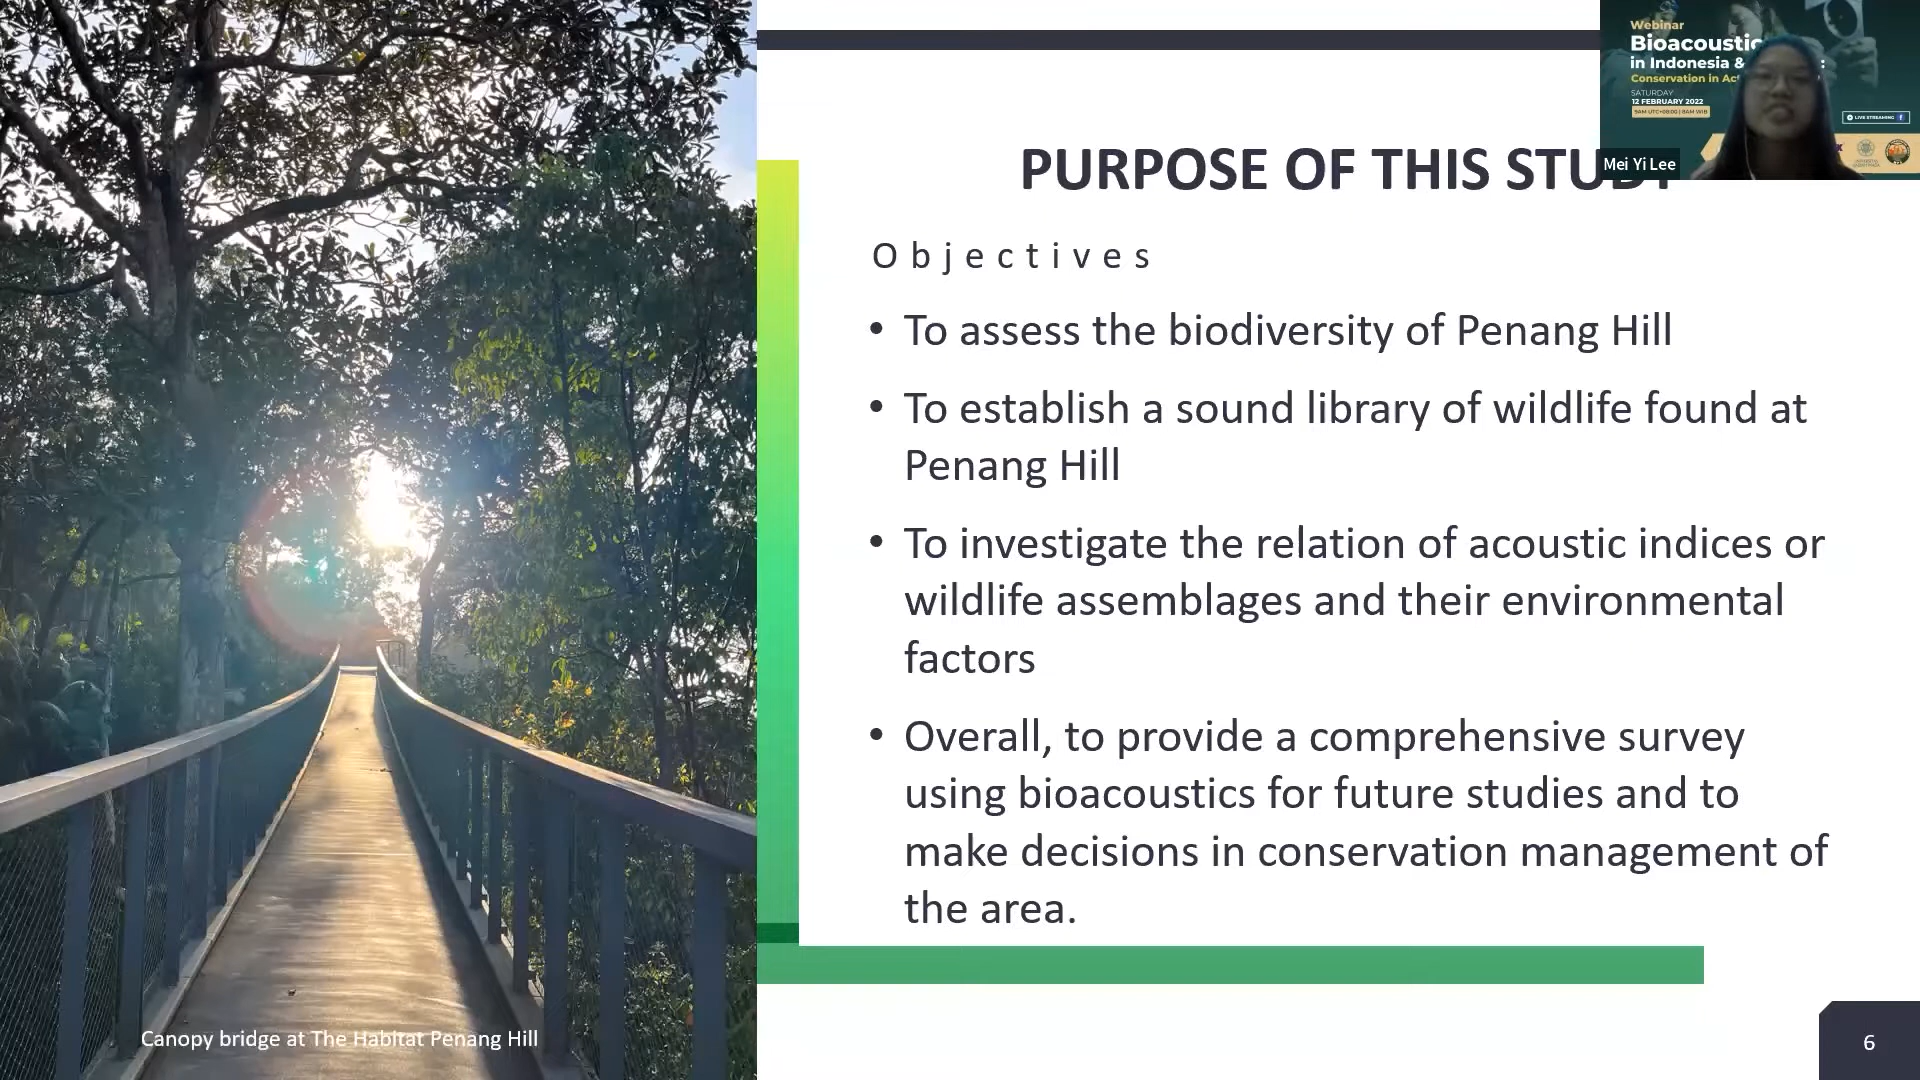 PURPOSE OF THIS STUDY
Objectives
• To assess the biodiversity of Penang Hill
• To establish a sound library of wildlife found at
Penang Hill
• To investigate the relation of acoustic indices or
wildlife assemblages and their environmental
factors
• Overall, to provide a comprehensive survey
using bioacoustics for future studies and to
make decisions in conservation management of
the area.
Canopy bridge at The Habitat Penang Hill
6
Webinar
Bioacoustic
in Indonesia &
Conservation in Ac
SATURDAY
12 FEBRUARY 2022
LIVE STREAMING
Mei Yi Lee